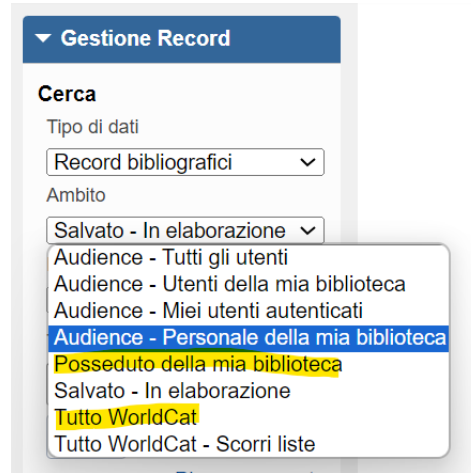 Gestione Record
Cerca
Tipo di dati
Record bibliografici
Ambito
Salvato - In elaborazione
Audience - Tutti gli utenti
Audience - Utenti della mia biblioteca
Audience - Miei utenti autenticati
Audience - Personale della mia biblioteca
Posseduto della mia biblioteca
Salvato - In elaborazione
Tutto WorldCat
Tutto WorldCat - Scorri liste